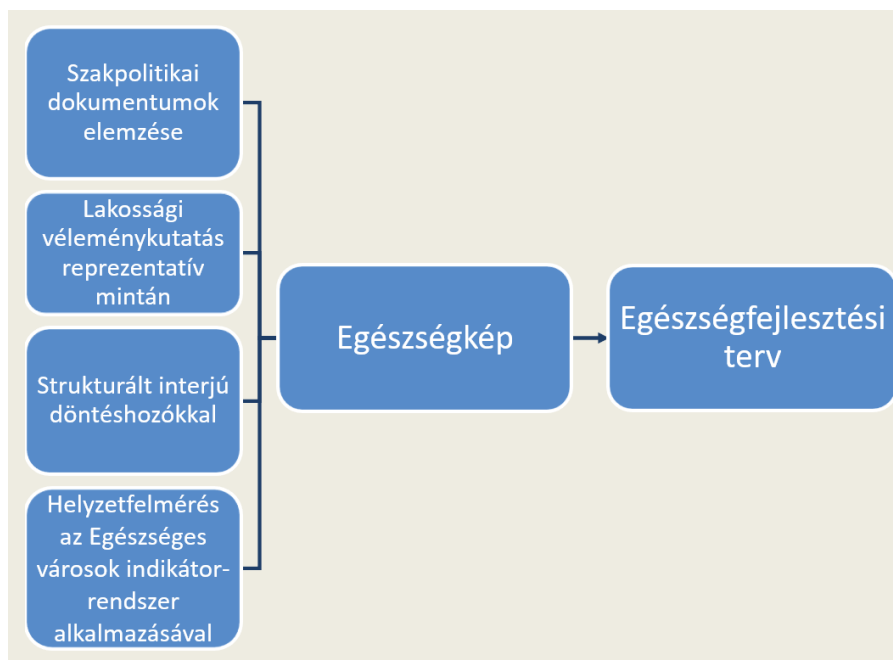 Szakpolitikai
dokumentumok
elemzése
Lakossági
véleménykutatás
reprezentatív
mintán
Strukturált interjú
döntéshozókkal
Helyzetfelmérés
az Egészséges
városok indikátor-
rendszer
alkalmazásával
Egészségkép
Egészségfejlesztési
terv